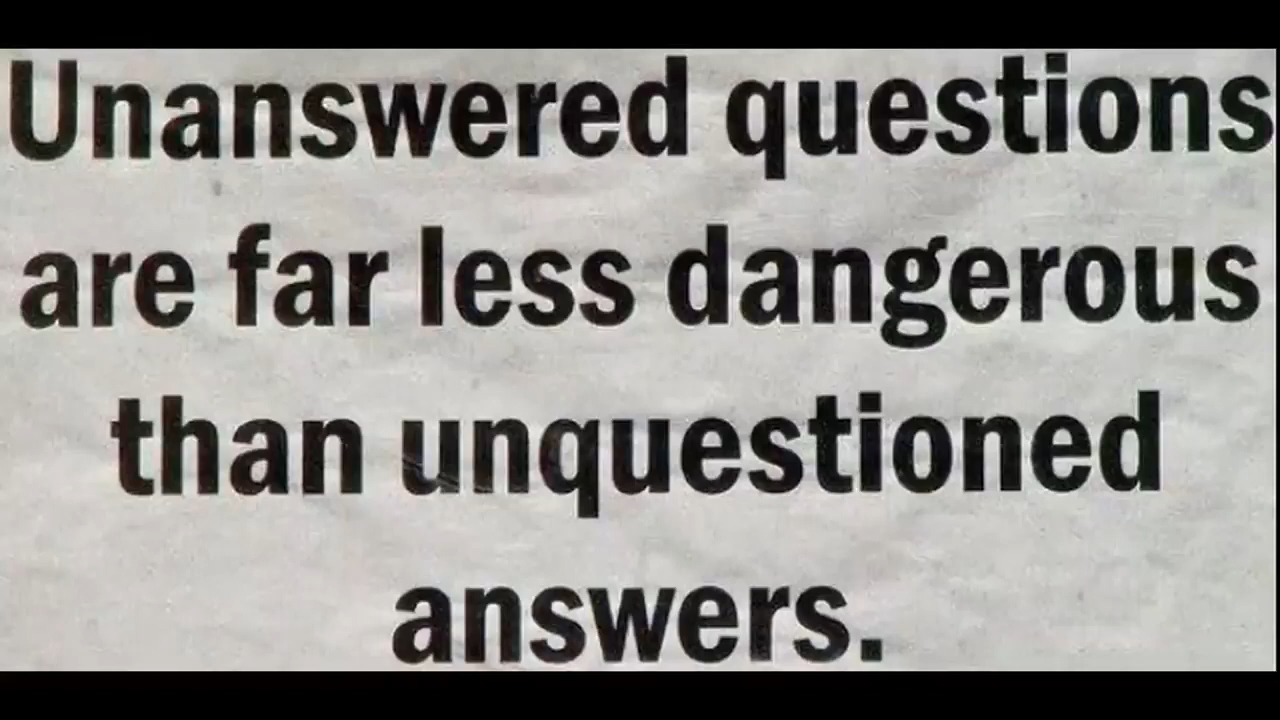 Unanswered questions
are far less dangerous
than unquestioned
answers.